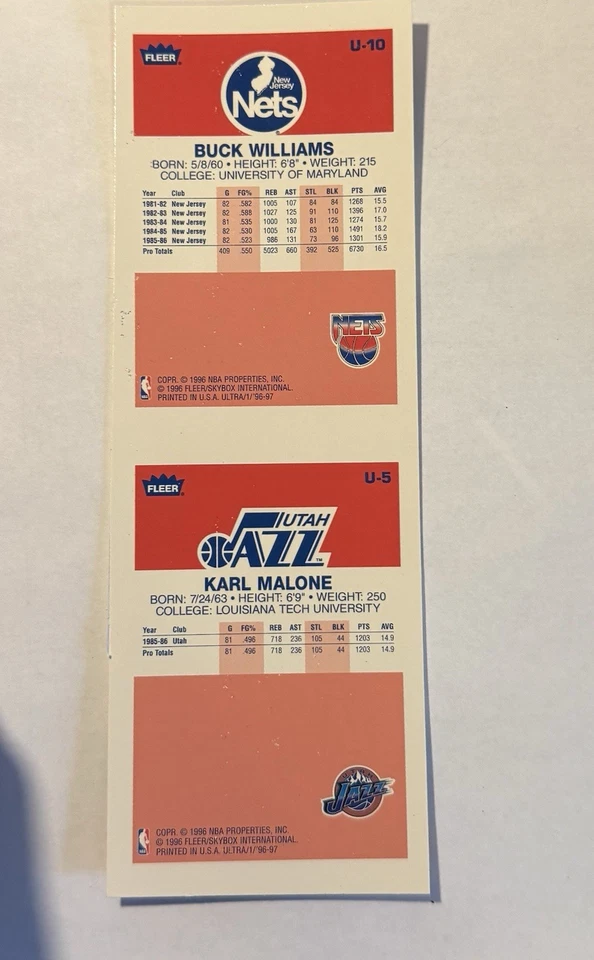 FLEER
U-10
New
Jersey
Nets
BUCK WILLIAMS
BORN: 5/8/60 • HEIGHT: 6'8" • WEIGHT: 215
COLLEGE: UNIVERSITY OF MARYLAND
Year Club G FG% REB AST STL BLK PTS AVG
1981-82 New Jersey 82 .582 1005 107 84 84 1268 15.5
1982-83 New Jersey 82 .588 1027 125 91 110 1396 17.0
1983-84 New Jersey 81 .535 1000 130 81 125 1274 15.7
1984-85 New Jersey 82 .530 1005 167 63 110 1491 18.2
1985-86 New Jersey 82 .523 986 131 73 96 1301 15.9
Pro Totals 409 .550 5023 660 392 525 6730 16.5
NETS
COPR. © 1996 NBA PROPERTIES, INC.
© 1996 FLEER/SKYBOX INTERNATIONAL.
PRINTED IN U.S.A. ULTRA/1/'96-97
FLEER
U-5
UTAH
JAZZ
KARL MALONE
BORN: 7/24/63 • HEIGHT: 6'9" • WEIGHT: 250
COLLEGE: LOUISIANA TECH UNIVERSITY
Year Club G FG% REB AST STL BLK PTS AVG
1985-86 Utah 81 .496 718 236 105 44 1203 14.9
Pro Totals 81 .496 718 236 105 44 1203 14.9
JAZZ
COPR. © 1996 NBA PROPERTIES, INC.
© 1996 FLEER/SKYBOX INTERNATIONAL.
PRINTED IN U.S.A. ULTRA/1/'96-97